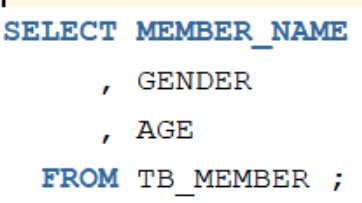 SELECT MEMBER_NAME
, GENDER
, AGE
FROM TB_MEMBER ;